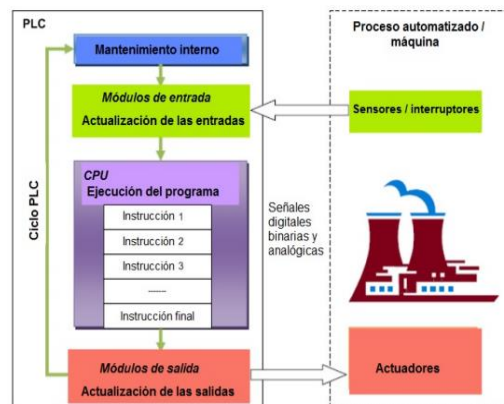 PLC
Mantenimiento interno
Módulos de entrada
Actualización de las entradas
CPU
Ejecución del programa
Instrucción 1
Instrucción 2
Instrucción 3
-------
Instrucción final
Módulos de salida
Actualización de las salidas
Ciclo PLC
Señales
digitales
binarias y
analógicas
Proceso automatizado /
máquina
Sensores / interruptores
Actuadores